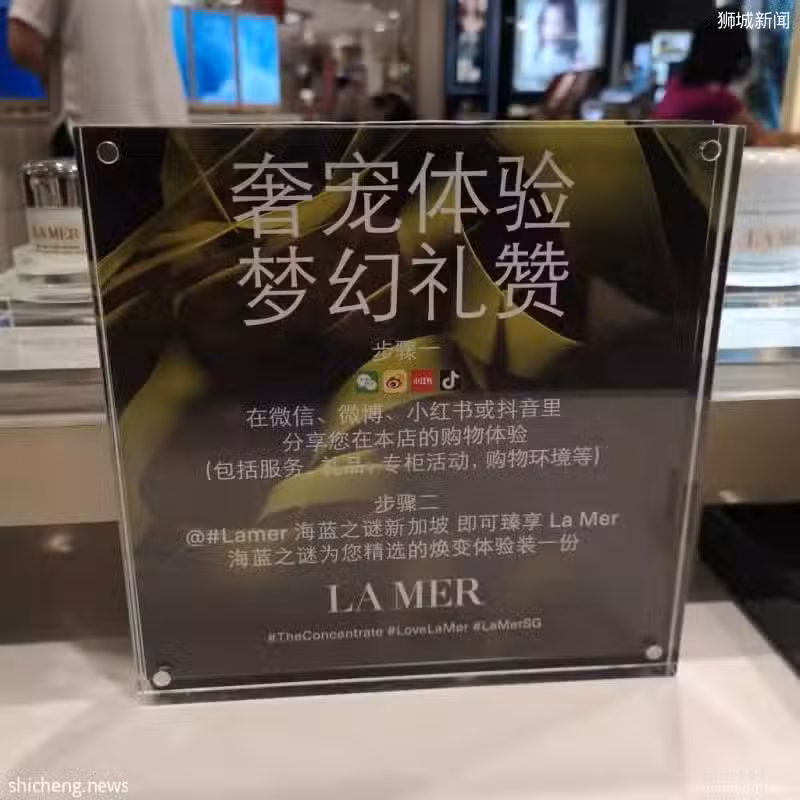 狮城新闻
奢宠体验
梦幻礼赞
步骤一
小红书
在微信、微博、小红书或抖音里
分享您在本店的购物体验
(包括服务, 礼品, 专柜活动, 购物环境等)
步骤二
@#Lamer 海蓝之谜新加坡 即可臻享 La Mer
海蓝之谜为您精选的焕变体验装一份
LA MER
#TheConcentrate #LoveLaMer #LaMerSG
LA MER
LA MER
shicheng.news